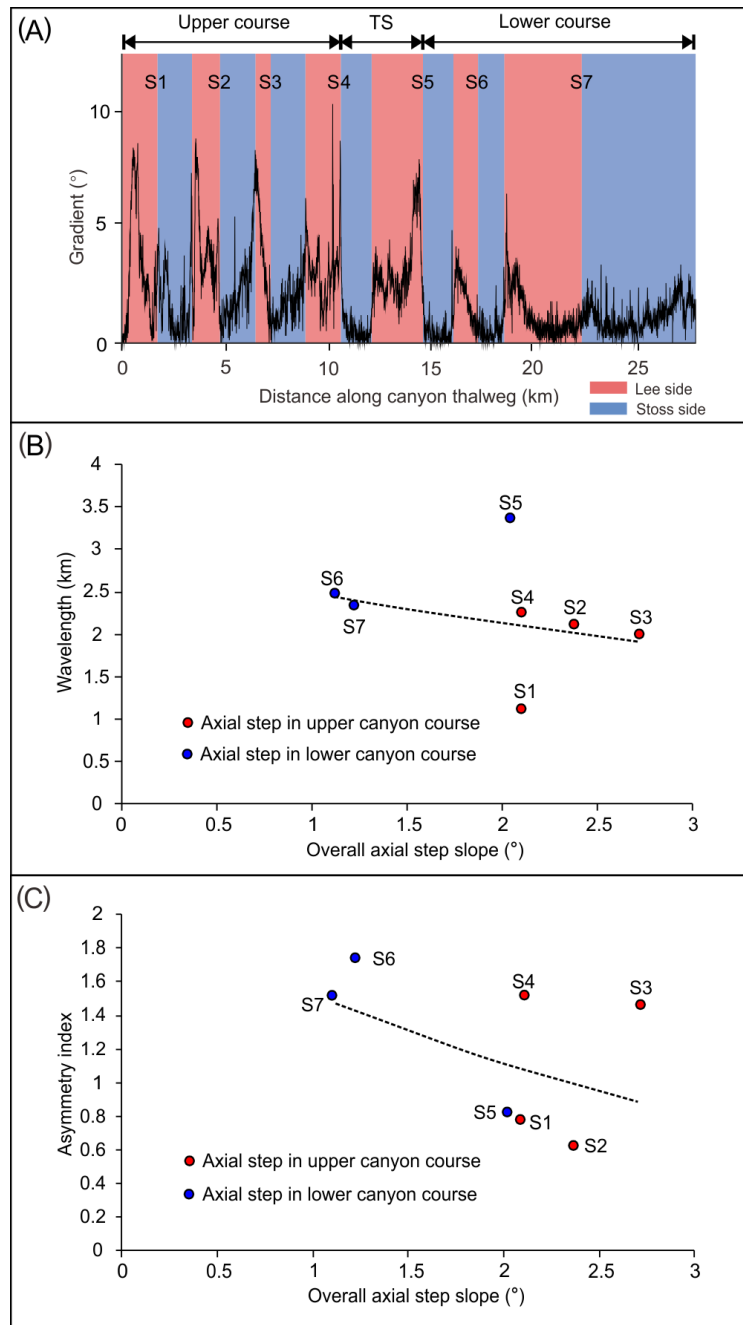 (A)
Upper course TS Lower course
S1 S2 S3 S4 S5 S6 S7
10
5
0
Gradient (°)
0 5 10 15 20 25
Distance along canyon thalweg (km)
Lee side
Stoss side
(B)
4
3.5
3
2.5
2
1.5
1
0.5
0
Wavelength (km)
S5
S6
S7
S4
S2
S3
S1
Axial step in upper canyon course
Axial step in lower canyon course
0 0.5 1 1.5 2 2.5 3
Overall axial step slope (°)
(C)
2
1.8
1.6
1.4
1.2
1
0.8
0.6
0.4
0.2
0
Asymmetry index
S6
S7
S4
S3
S5
S1
S2
Axial step in upper canyon course
Axial step in lower canyon course
0 0.5 1 1.5 2 2.5 3
Overall axial step slope (°)